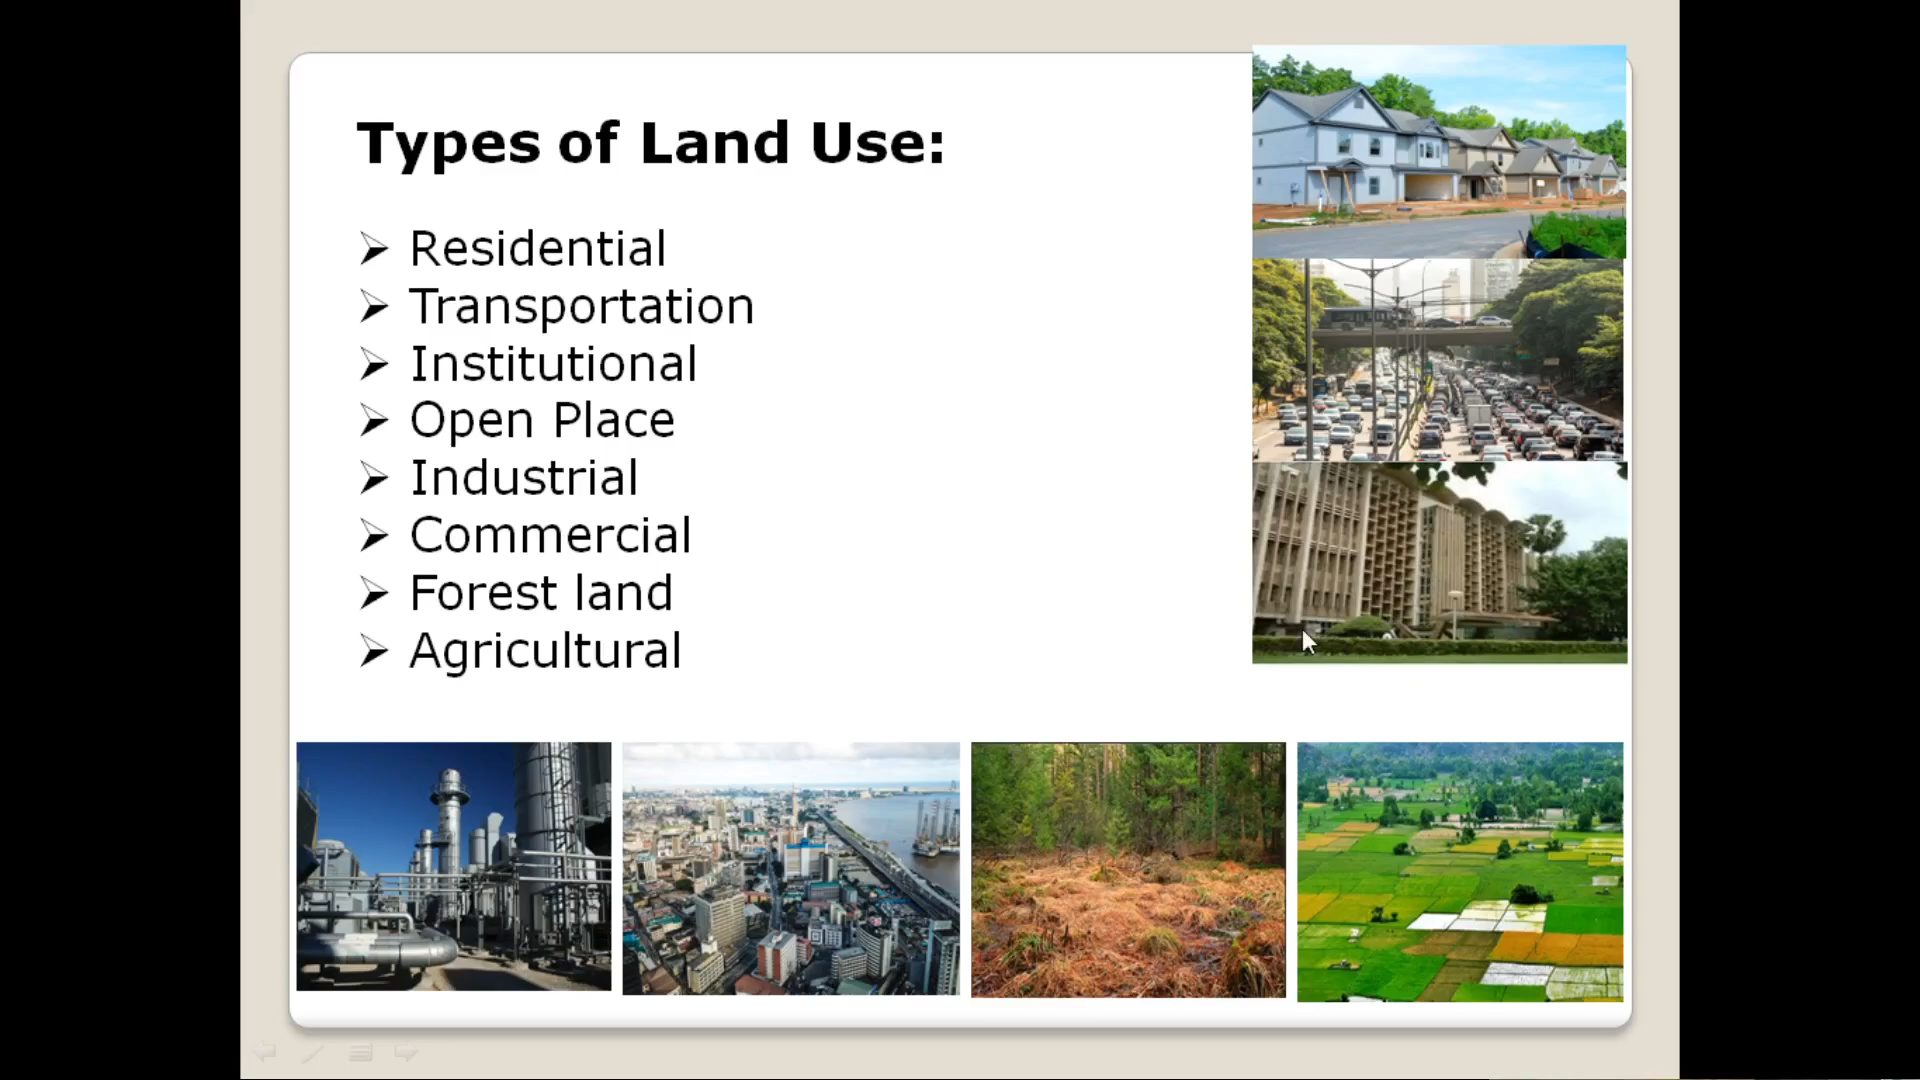 Types of Land Use:
Residential
Transportation
Institutional
Open Place
Industrial
Commercial
Forest land
Agricultural